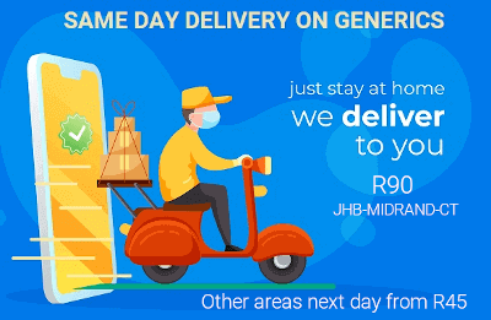 SAME DAY DELIVERY ON GENERICS
just stay at home
we deliver
to you
R90
JHB-MIDRAND-CT
Other areas next day from R45